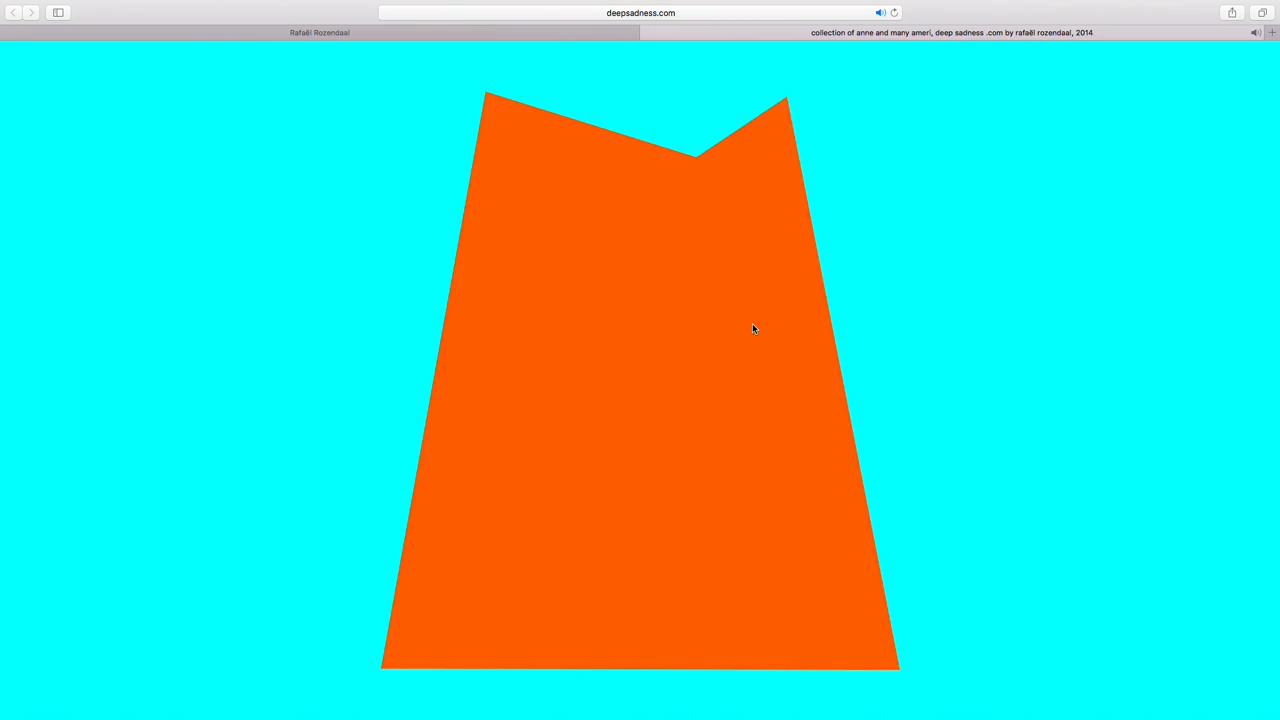 deepsadness.com
Rafaël Rozendaal
collection of anne and many ameri, deep sadness .com by rafaël rozendaal, 2014